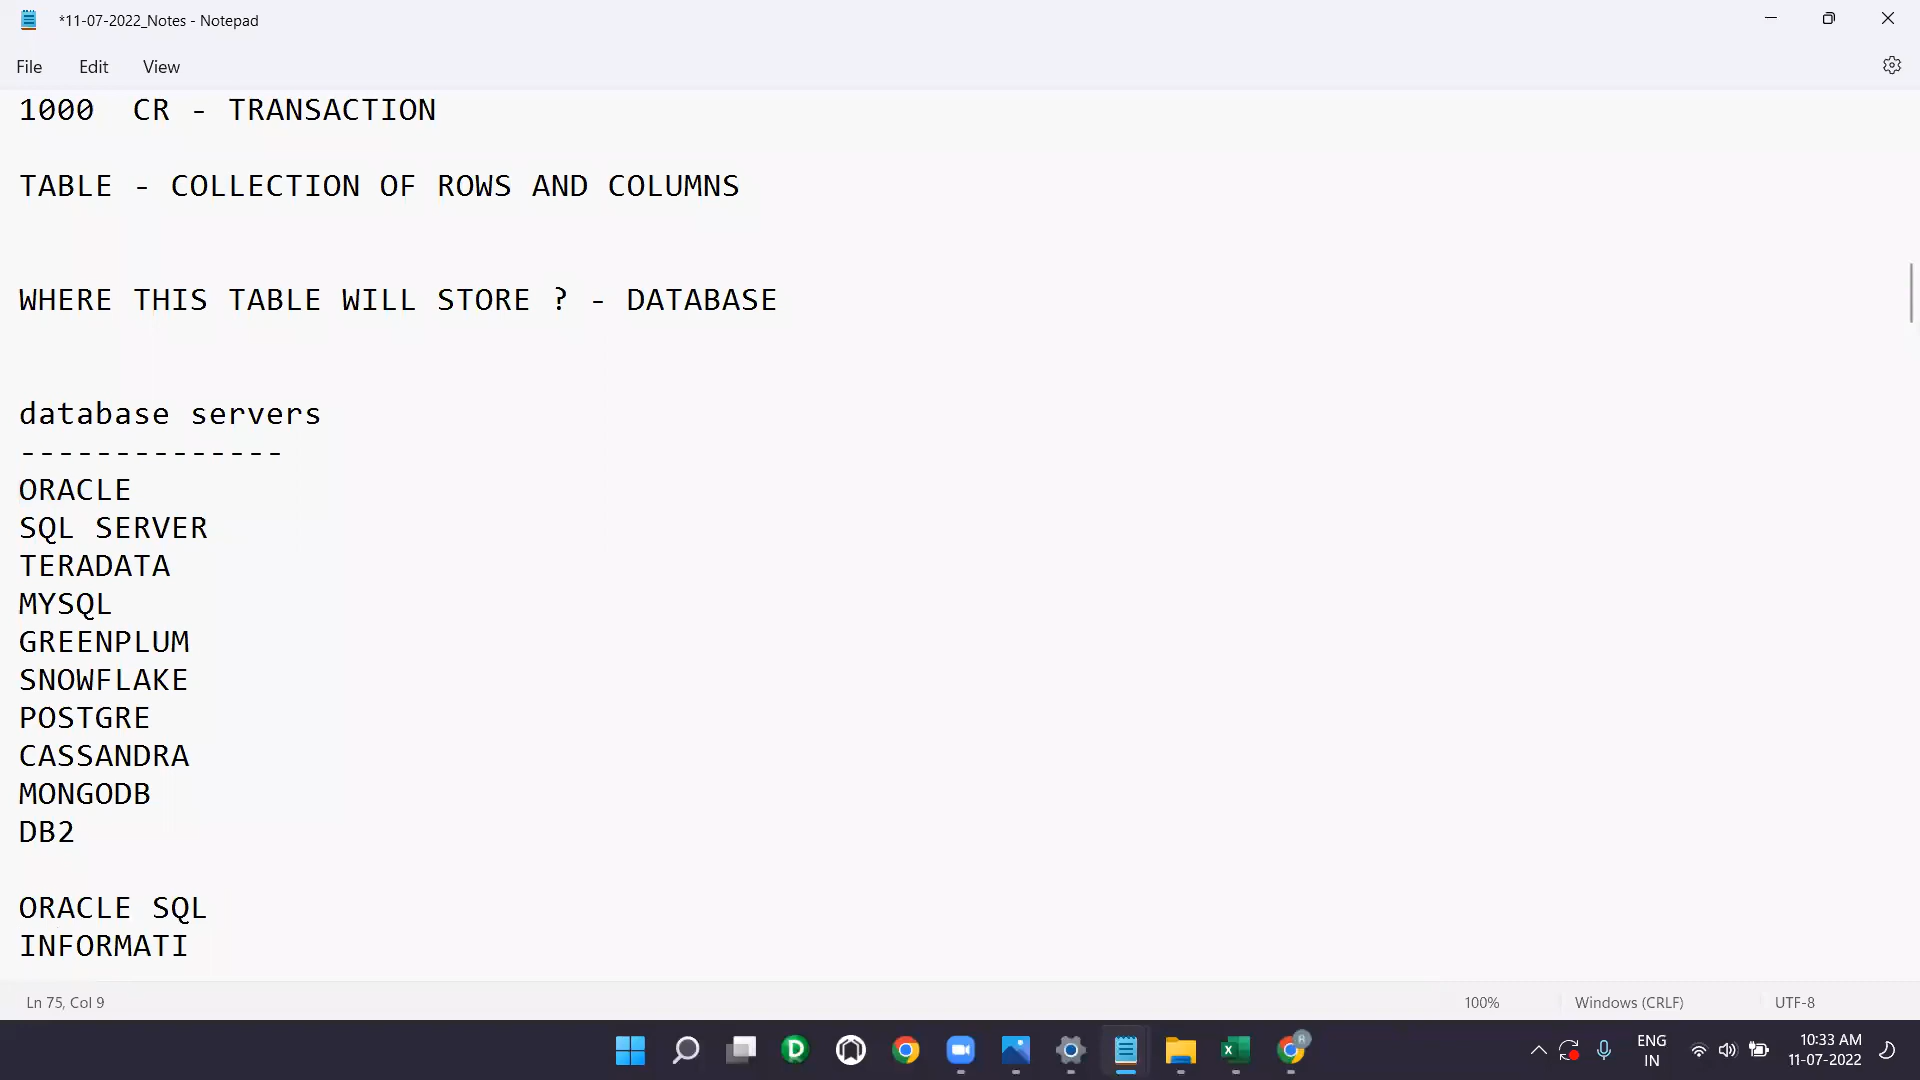 *11-07-2022_Notes - Notepad
File Edit View
1000  CR - TRANSACTION
TABLE - COLLECTION OF ROWS AND COLUMNS
WHERE THIS TABLE WILL STORE ? - DATABASE
database servers
--------------
ORACLE
SQL SERVER
TERADATA
MYSQL
GREENPLUM
SNOWFLAKE
POSTGRE
CASSANDRA
MONGODB
DB2
ORACLE SQL
INFORMATI
Ln 75, Col 9 100% Windows (CRLF) UTF-8
ENG 10:33 AM
IN 11-07-2022